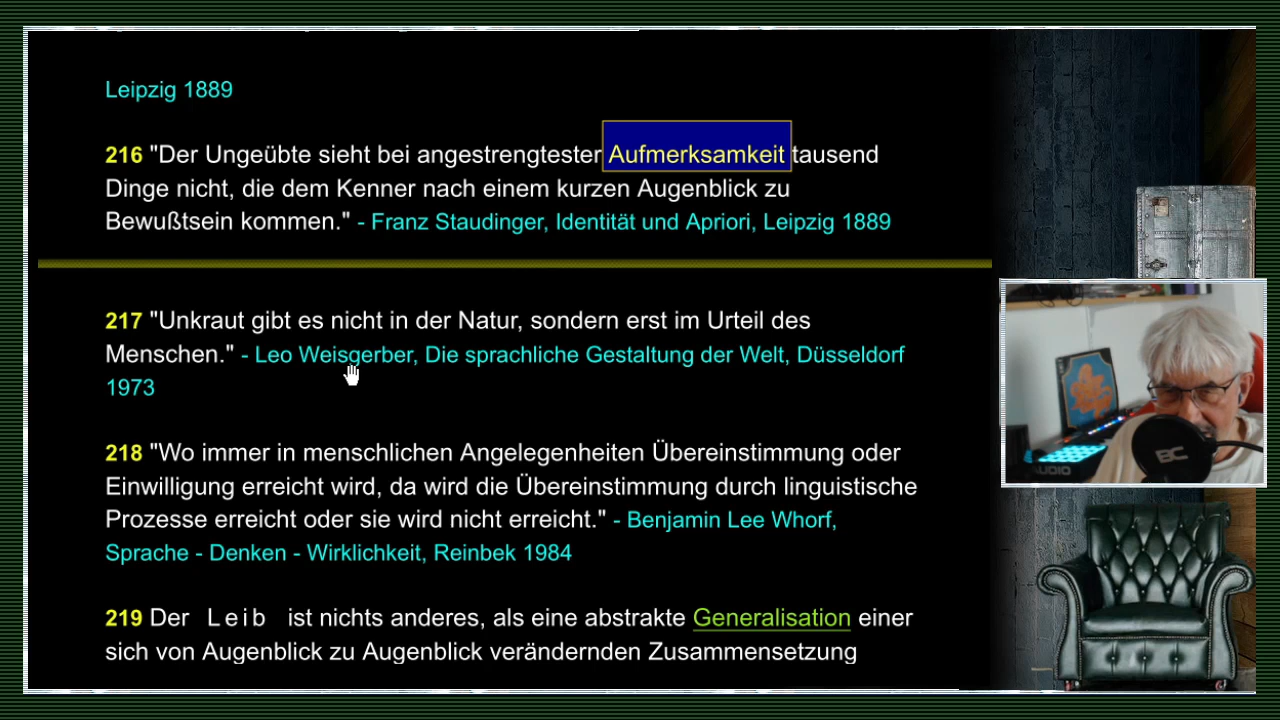 Leipzig 1889
216 "Der Ungeübte sieht bei angestrengtester Aufmerksamkeit tausend
Dinge nicht, die dem Kenner nach einem kurzen Augenblick zu
Bewußtsein kommen." - Franz Staudinger, Identität und Apriori, Leipzig 1889
217 "Unkraut gibt es nicht in der Natur, sondern erst im Urteil des
Menschen." - Leo Weisgerber, Die sprachliche Gestaltung der Welt, Düsseldorf
1973
218 "Wo immer in menschlichen Angelegenheiten Übereinstimmung oder
Einwilligung erreicht wird, da wird die Übereinstimmung durch linguistische
Prozesse erreicht oder sie wird nicht erreicht." - Benjamin Lee Whorf,
Sprache - Denken - Wirklichkeit, Reinbek 1984
219 Der Leib ist nichts anderes, als eine abstrakte Generalisation einer
sich von Augenblick zu Augenblick verändernden Zusammensetzung
BC
AUDIO